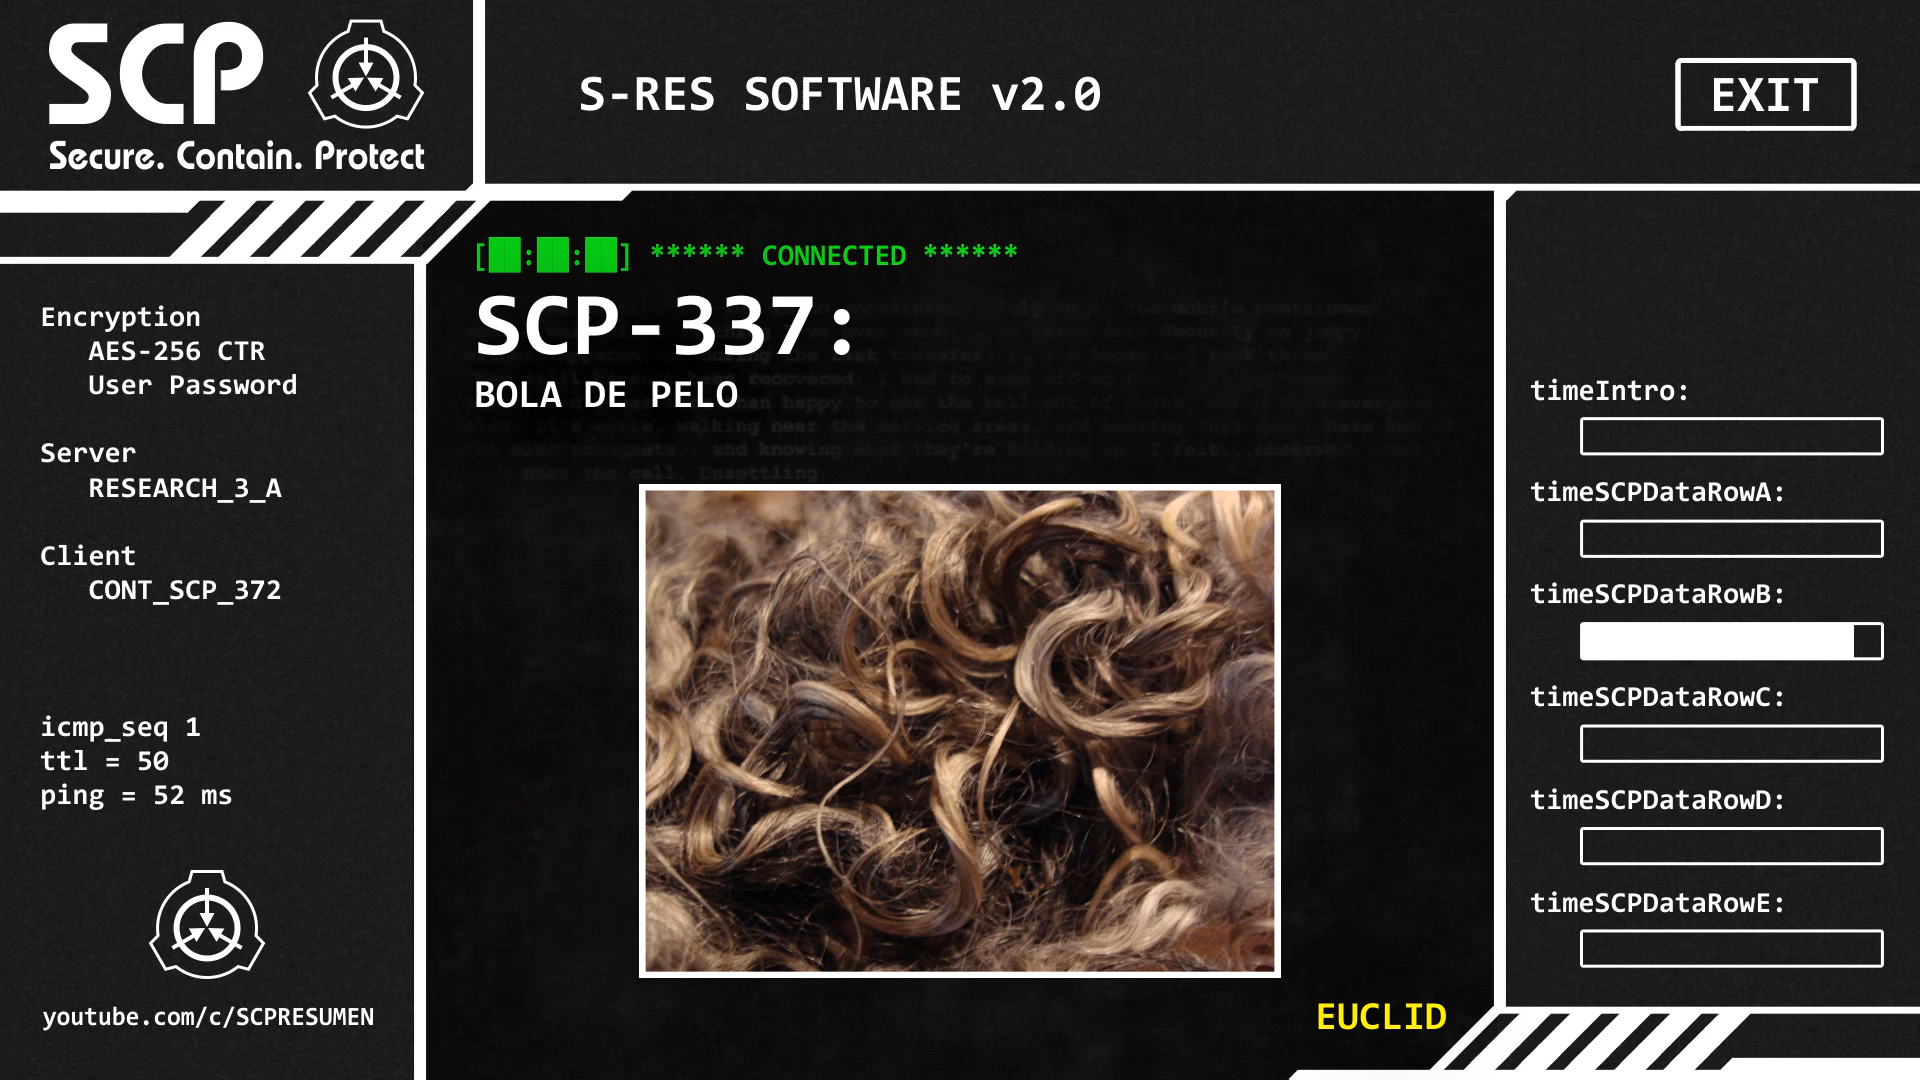 SCP
Secure. Contain. Protect
S-RES SOFTWARE v2.0
EXIT
Encryption
AES-256 CTR
User Password
Server
RESEARCH_3_A
Client
CONT_SCP_372
icmp_seq 1
ttl = 50
ping = 52 ms
youtube.com/c/SCPRESUMEN
[██:██:██] ****** CONNECTED ******
SCP-337:
BOLA DE PELO
EUCLID
timeIntro:
timeSCPDataRowA:
timeSCPDataRowB:
timeSCPDataRowC:
timeSCPDataRowD:
timeSCPDataRowE: